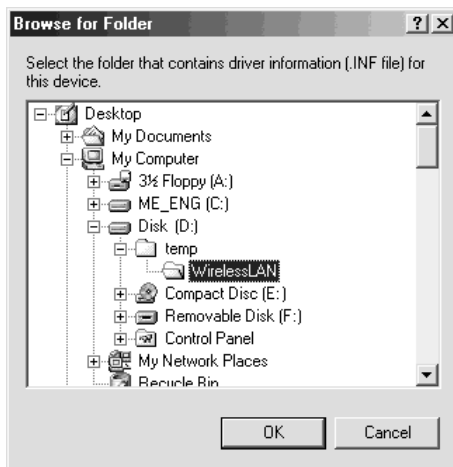 Browse for Folder
Select the folder that contains driver information (.INF file) for
this device.
Desktop
My Documents
My Computer
3½ Floppy (A:)
ME_ENG (C:)
Disk (D:)
temp
WirelessLAN
Compact Disc (E:)
Removable Disk (F:)
Control Panel
My Network Places
Recycle Bin
OK
Cancel